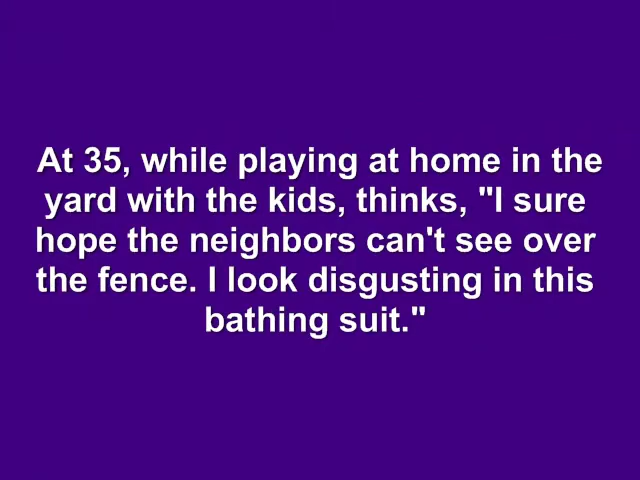 At 35, while playing at home in the
yard with the kids, thinks, "I sure
hope the neighbors can't see over
the fence. I look disgusting in this
bathing suit."